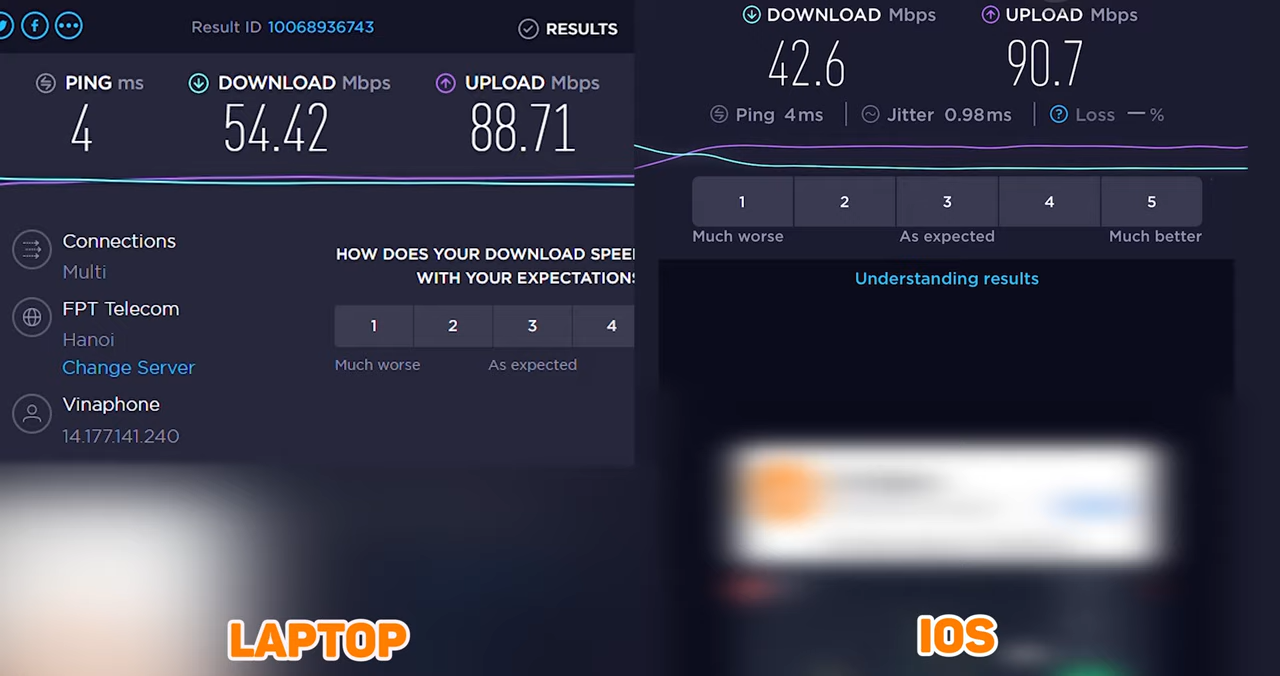 Result ID 10068936743
RESULTS
PING ms
DOWNLOAD Mbps
UPLOAD Mbps
4
54.42
88.71
Connections
Multi
FPT Telecom
Hanoi
Change Server
Vinaphone
14.177.141.240
HOW DOES YOUR DOWNLOAD SPEE
WITH YOUR EXPECTATIONS
1 2 3 4
Much worse As expected
LAPTOP
DOWNLOAD Mbps
UPLOAD Mbps
42.6
90.7
Ping 4ms Jitter 0.98ms Loss — %
1 2 3 4 5
Much worse As expected Much better
Understanding results
IOS